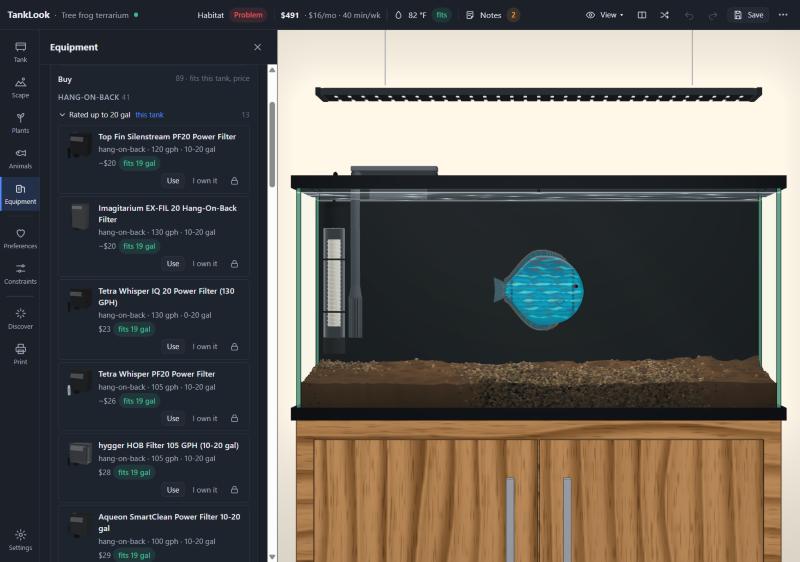 TankLook · Tree frog terrarium
Habitat Problem $491 · $16/mo · 40 min/wk 82 °F fits Notes 2
View Save
Tank
Scape
Plants
Animals
Equipment
Preferences
Constraints
Discover
Print
Settings
Equipment
Buy 89 · fits this tank, price
HANG-ON-BACK 41
Rated up to 20 gal this tank 13
Top Fin Silenstream PF20 Power Filter
hang-on-back · 120 gph · 10-20 gal
~$20 fits 19 gal
Use I own it
Imagitarium EX-FIL 20 Hang-On-Back
Filter
hang-on-back · 130 gph · 10-20 gal
~$20 fits 19 gal
Use I own it
Tetra Whisper IQ 20 Power Filter (130
GPH)
hang-on-back · 130 gph · 0-20 gal
$23 fits 19 gal
Use I own it
Tetra Whisper PF20 Power Filter
hang-on-back · 105 gph · 10-20 gal
~$26 fits 19 gal
Use I own it
hygger HOB Filter 105 GPH (10-20 gal)
hang-on-back · 105 gph · 10-20 gal
$28 fits 19 gal
Use I own it
Aqueon SmartClean Power Filter 10-20
gal
hang-on-back · 100 gph · 10-20 gal
$29 fits 19 gal